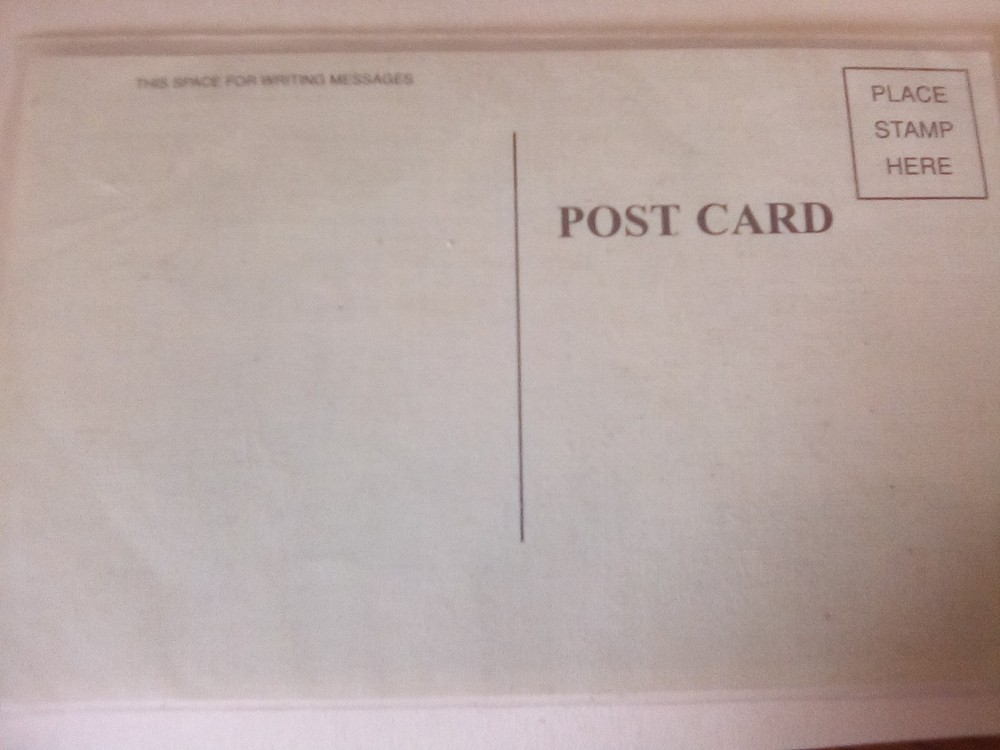 THIS SPACE FOR WRITING MESSAGES
PLACE
STAMP
HERE
POST CARD